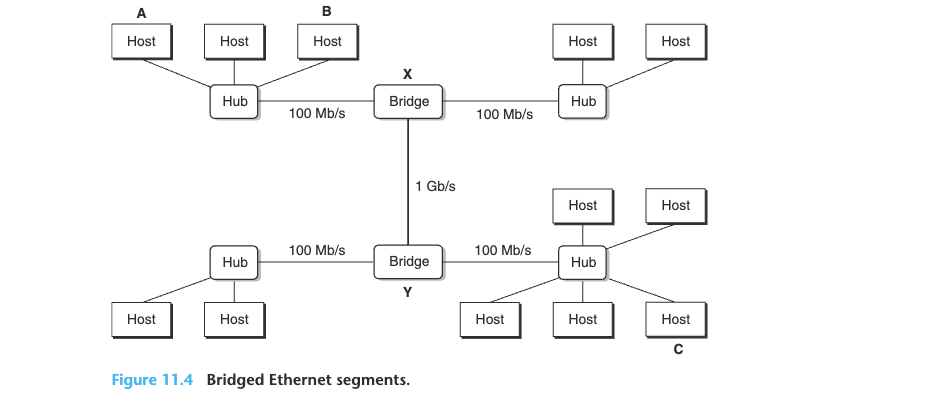 A
B
Host
Host
Host
Host
Host
X
Hub
Bridge
Hub
100 Mb/s
100 Mb/s
1 Gb/s
Host
Host
100 Mb/s
100 Mb/s
Hub
Bridge
Hub
Y
Host
Host
Host
Host
Host
C
Figure 11.4 Bridged Ethernet segments.